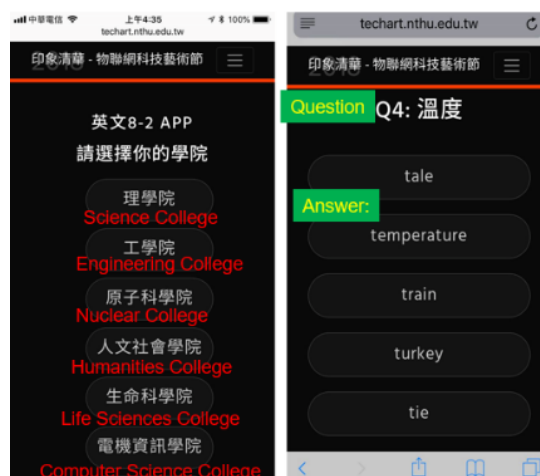 中華電信 上午4:35 100%
techart.nthu.edu.tw
印象清華 - 物聯網科技藝術節
英文8-2 APP
請選擇你的學院
理學院
Science College
工學院
Engineering College
原子科學院
Nuclear College
人文社會學院
Humanities College
生命科學院
Life Sciences College
電機資訊學院
Computer Science College
techart.nthu.edu.tw
印象清華 - 物聯網科技藝術節
Question Q4: 溫度
tale
Answer:
temperature
train
turkey
tie